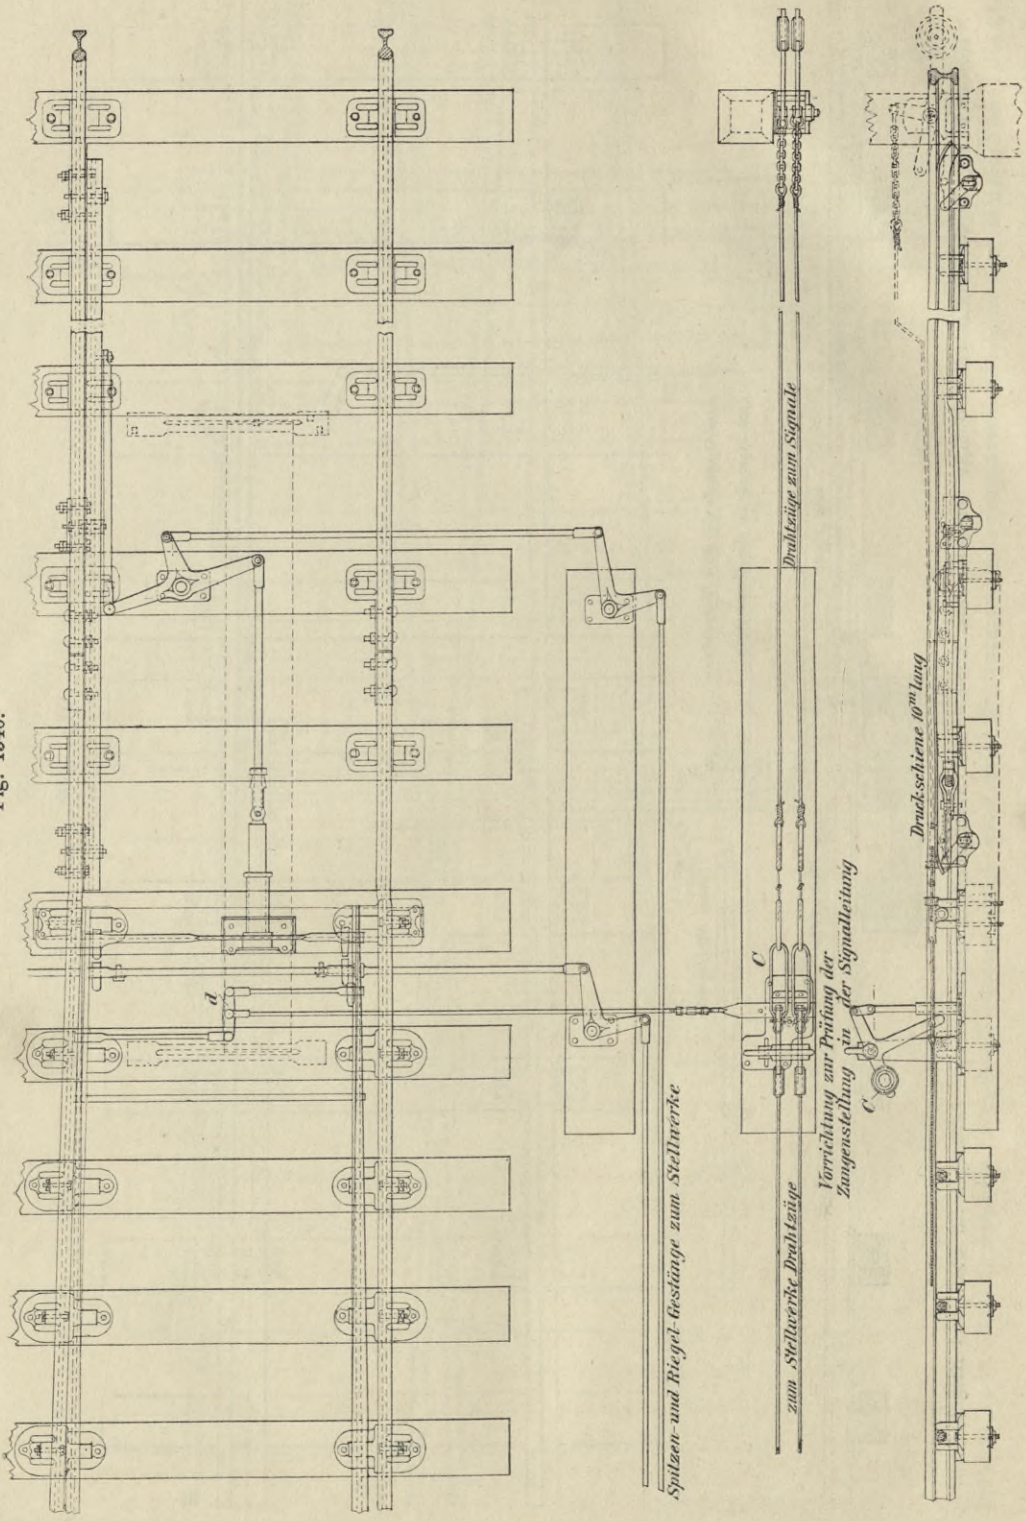 Drahtzüge zum Signale
Druckschiene 10m lang
d
C
Vorrichtung zur Prüfung der
Zungenstellung in der Signalleitung
C
Spitzen- und Riegel-Gestänge zum Stellwerke
zum Stellwerke Drahtzüge